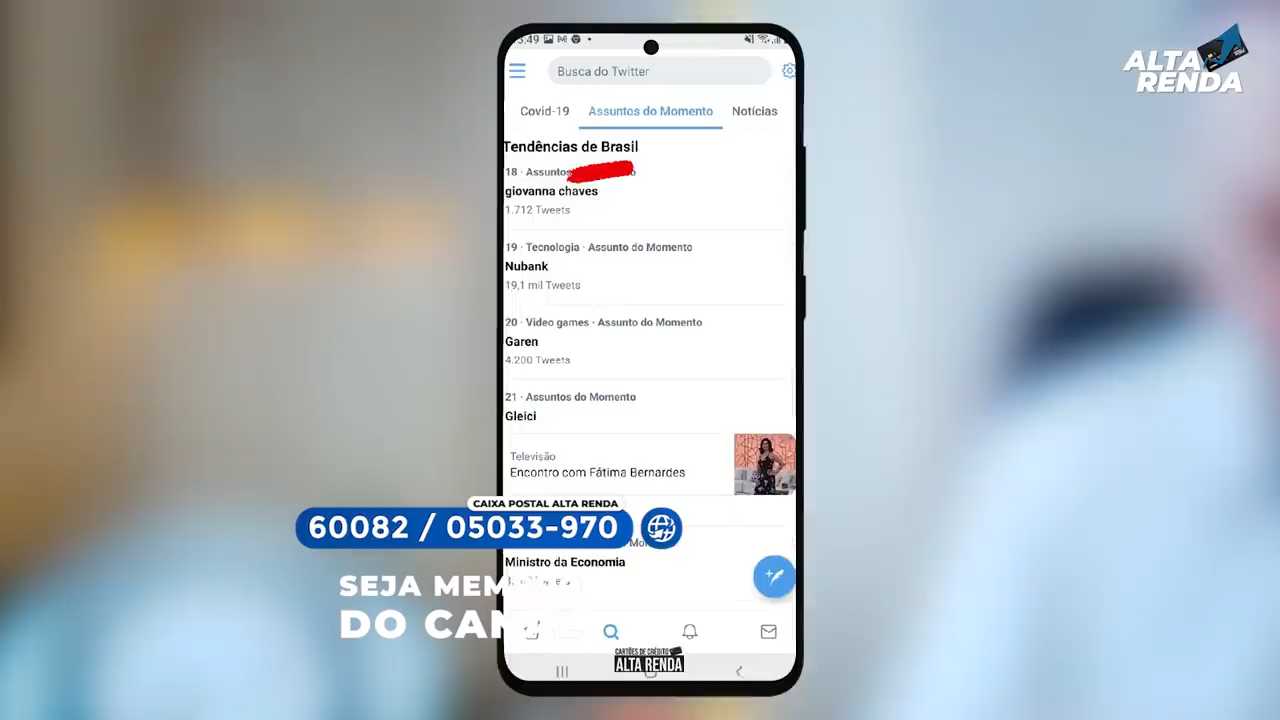 3:49
ALTA
RENDA
Busca do Twitter
Covid-19 Assuntos do Momento Notícias
Tendências de Brasil
18 · Assuntos
giovanna chaves
1.712 Tweets
19 · Tecnologia · Assunto do Momento
Nubank
19,1 mil Tweets
20 · Video games · Assunto do Momento
Garen
4.200 Tweets
21 · Assuntos do Momento
Gleici
Televisão
Encontro com Fátima Bernardes
CAIXA POSTAL ALTA RENDA
60082 / 05033-970
Ministro da Economia
SEJA MEM
DO CANAL
CARTÕES DE CRÉDITO
ALTA RENDA